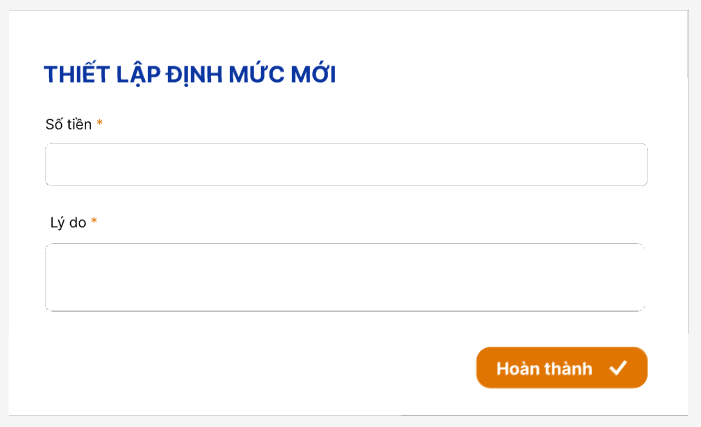 THIẾT LẬP ĐỊNH MỨC MỚI
Số tiền *
Lý do *
Hoàn thành